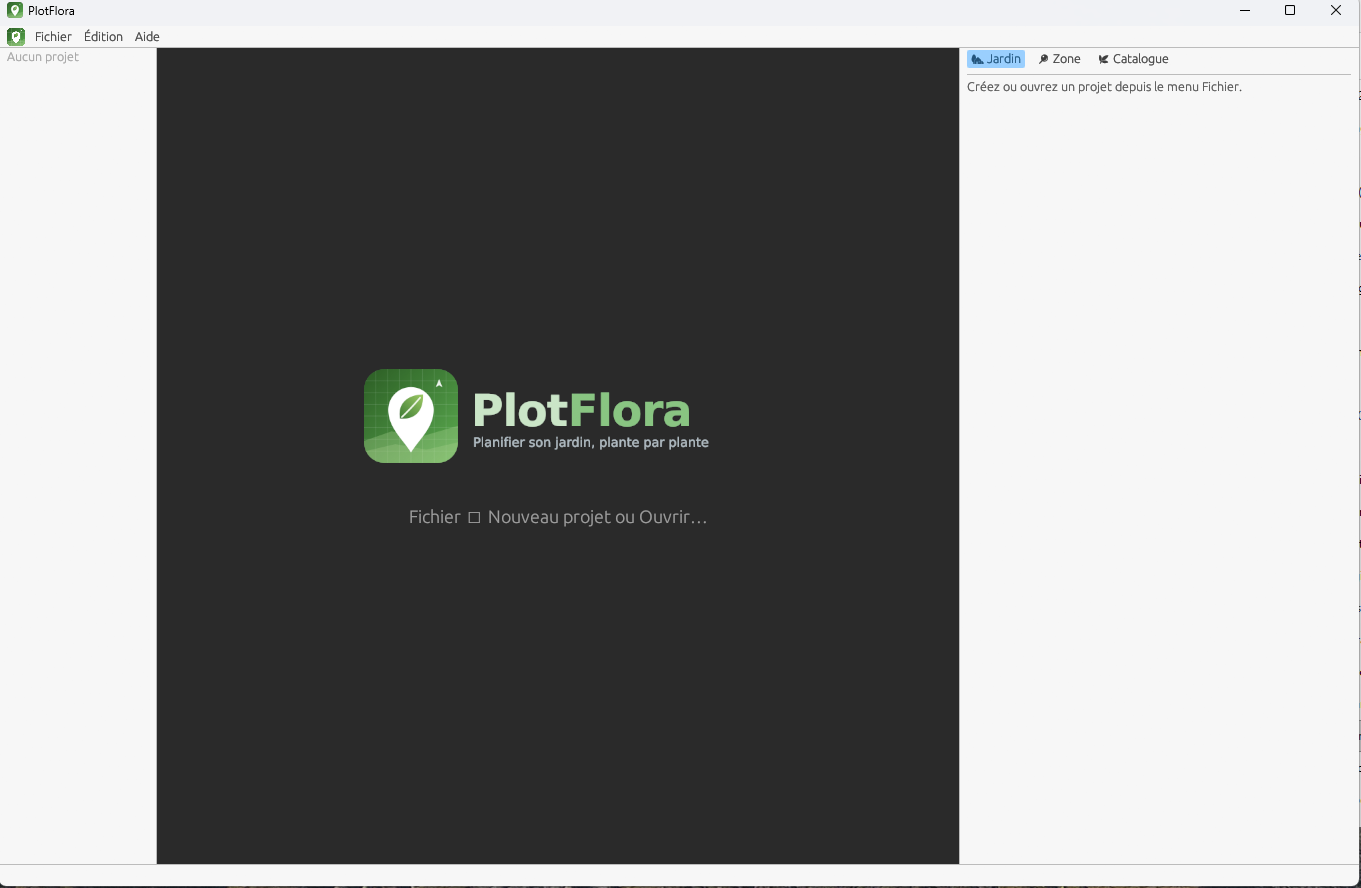 PlotFlora
Fichier Édition Aide
Aucun projet
Jardin Zone Catalogue
Créez ou ouvrez un projet depuis le menu Fichier.
PlotFlora
Planifier son jardin, plante par plante
Fichier □ Nouveau projet ou Ouvrir…